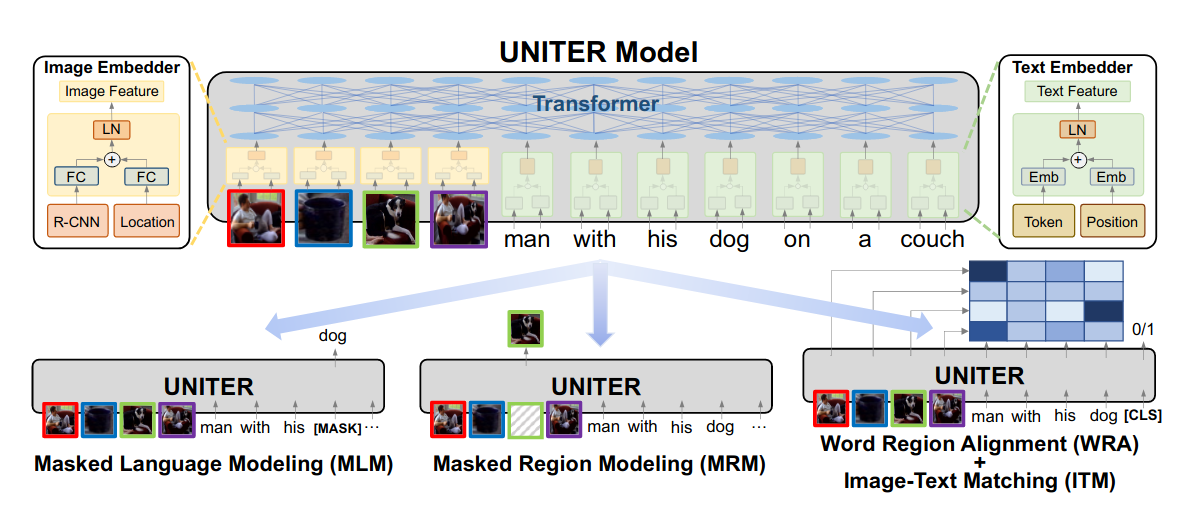 UNITER Model
Image Embedder
Image Feature
LN
+
FC FC
R-CNN Location
Transformer
man with his dog on a couch
Text Embedder
Text Feature
LN
+
Emb Emb
Token Position
dog
UNITER
man with his [MASK] ...
Masked Language Modeling (MLM)
UNITER
man with his dog ...
Masked Region Modeling (MRM)
0/1
UNITER
man with his dog [CLS]
Word Region Alignment (WRA)
+
Image-Text Matching (ITM)